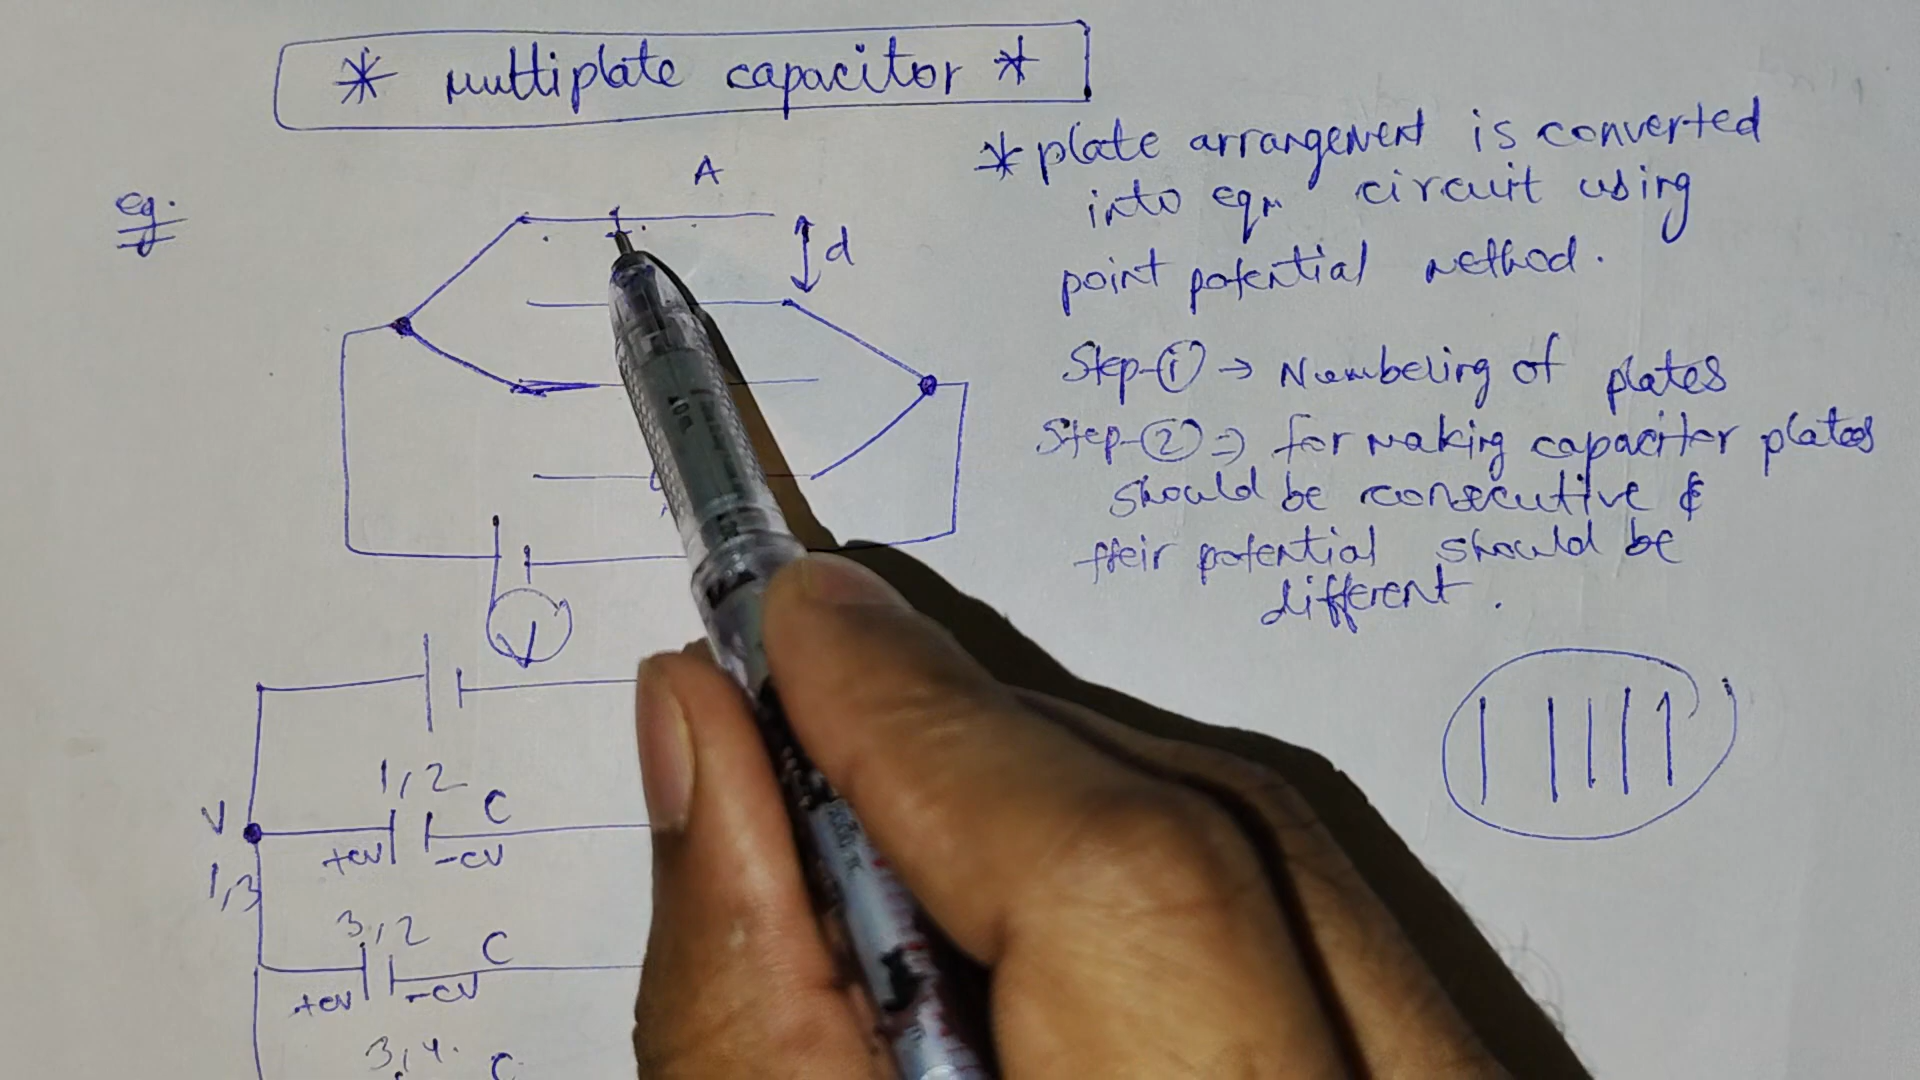 * Multiplate capacitor *
eg.
A
d
V
* plate arrangement is converted
into eqn circuit using
point potential method.
Step-① → Numbering of plates
Step-② ⇒ for making capacitor plates
should be consecutive &
their potential should be
different.
V
1,3
1,2
C
+CV
-CV
3,2
C
+CV
-CV
3,4.
C